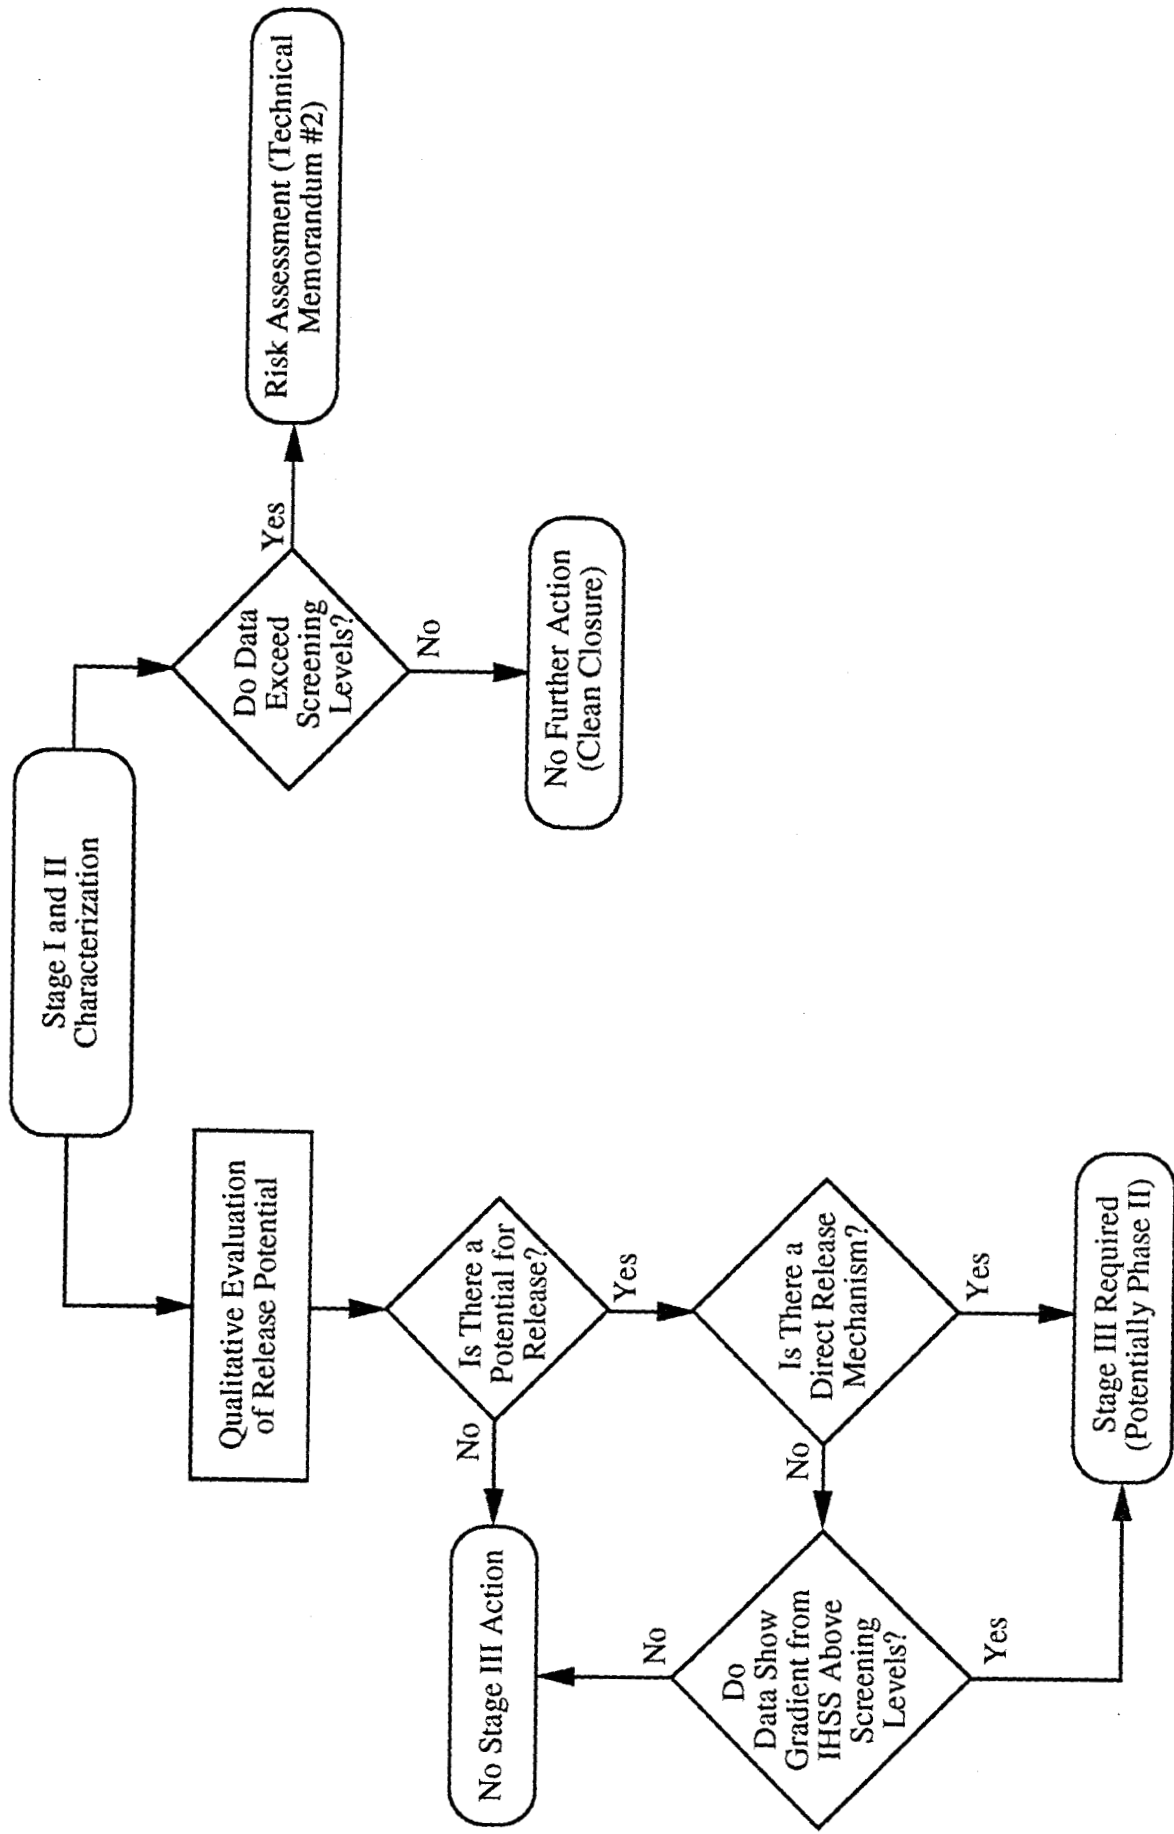 Stage I and II
Characterization
Qualitative Evaluation
of Release Potential
Is There a
Potential for
Release?
No
Yes
No Stage III Action
Is There a
Direct Release
Mechanism?
No
Yes
Do
Data Show
Gradient from
IHSS Above
Screening
Levels?
No
Yes
Stage III Required
(Potentially Phase II)
Do Data
Exceed
Screening
Levels?
Yes
No
Risk Assessment (Technical
Memorandum #2)
No Further Action
(Clean Closure)